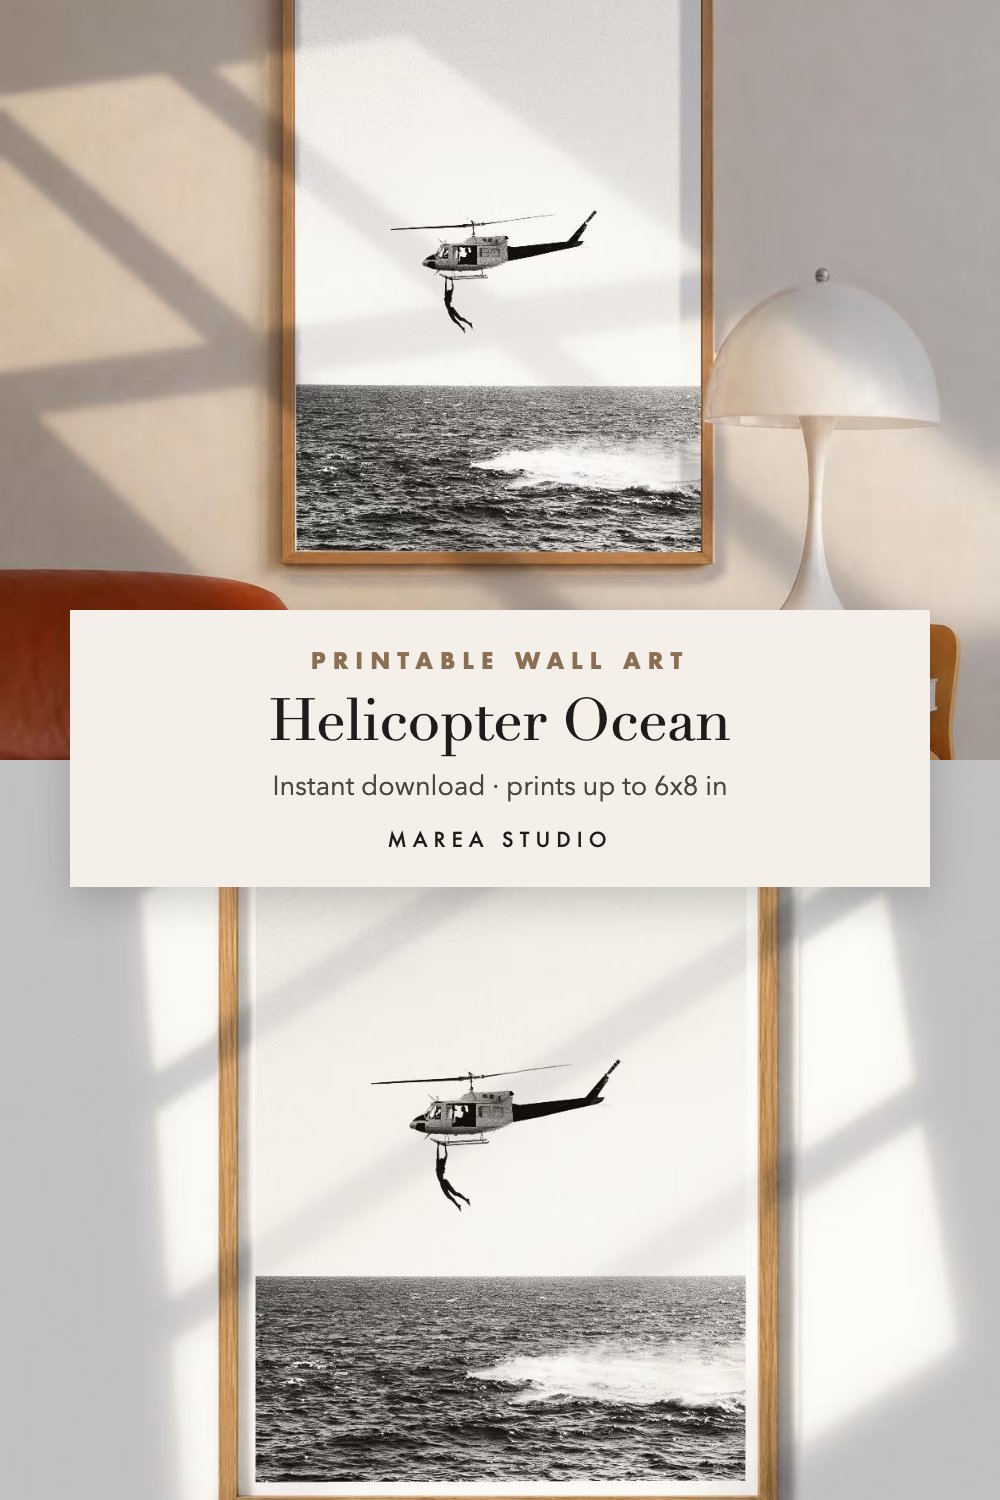 PRINTABLE WALL ART
Helicopter Ocean
Instant download · prints up to 6x8 in
MAREA STUDIO